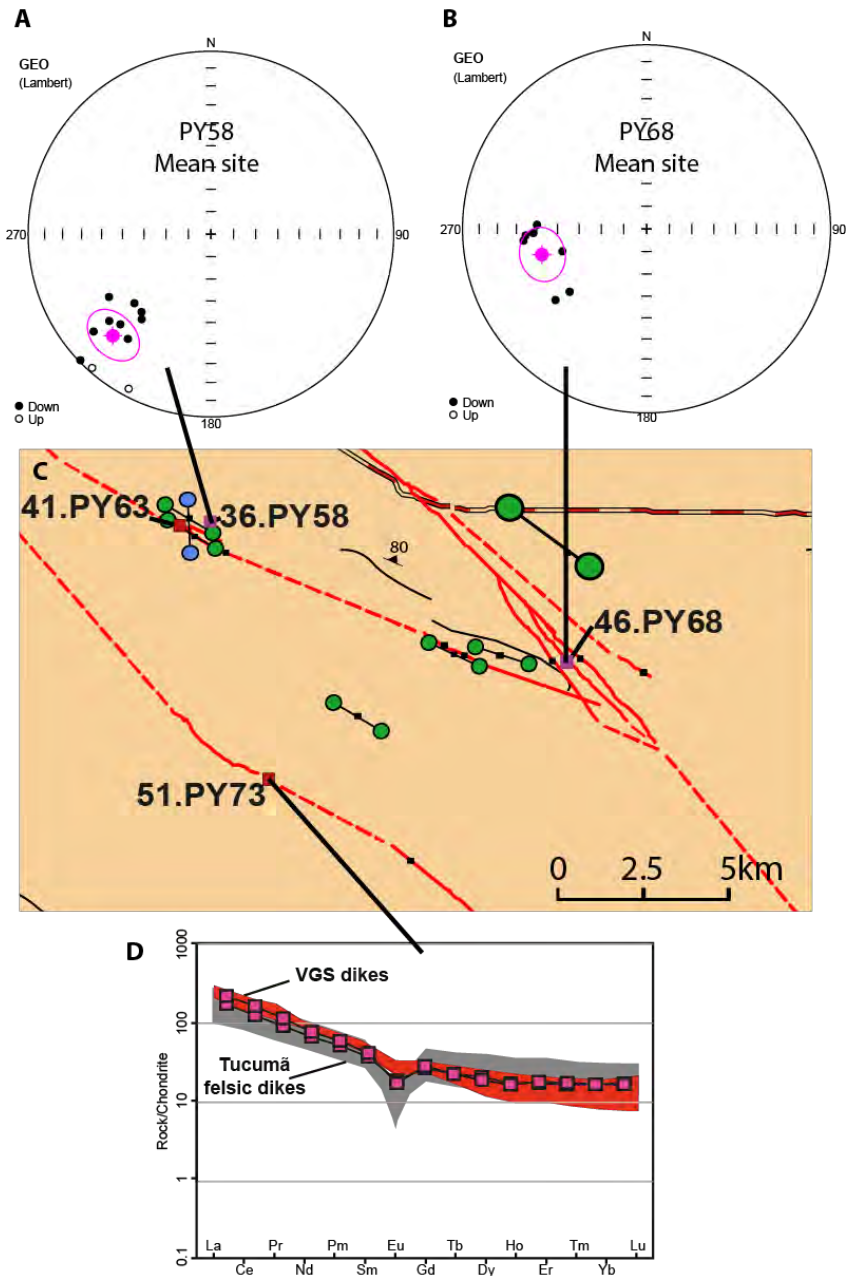 A
N
GEO
(Lambert)
PY58
Mean site
270
90
Down
Up
180
B
N
GEO
(Lambert)
PY68
Mean site
270
90
Down
Up
180
C
41.PY63
36.PY58
80
46.PY68
51.PY73
0 2.5 5km
D
1000
100
10
1
0.1
Rock/Chondrite
VGS dikes
Tucumã
felsic dikes
La Pr Pm Eu Tb Ho Tm Lu
Ce Nd Sm Gd Dy Er Yb